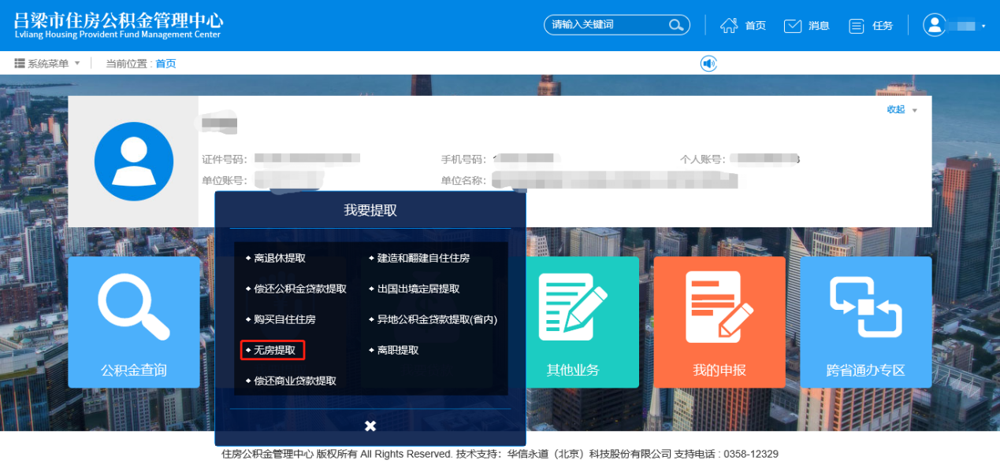 吕梁市住房公积金管理中心
Lvliang Housing Provident Fund Management Center
请输入关键词
首页
消息
任务
系统菜单
当前位置 : 首页
收起
证件号码:
手机号码:
个人账号:
单位账号:
单位名称:
我要提取
离退休提取
建造和翻建自住住房
偿还公积金贷款提取
出国出境定居提取
购买自住住房
异地公积金贷款提取(省内)
无房提取
离职提取
偿还商业贷款提取
公积金查询
其他业务
我的申报
跨省通办专区
住房公积金管理中心 版权所有 All Rights Reserved. 技术支持：华信永道（北京）科技股份有限公司 支持电话 : 0358-12329